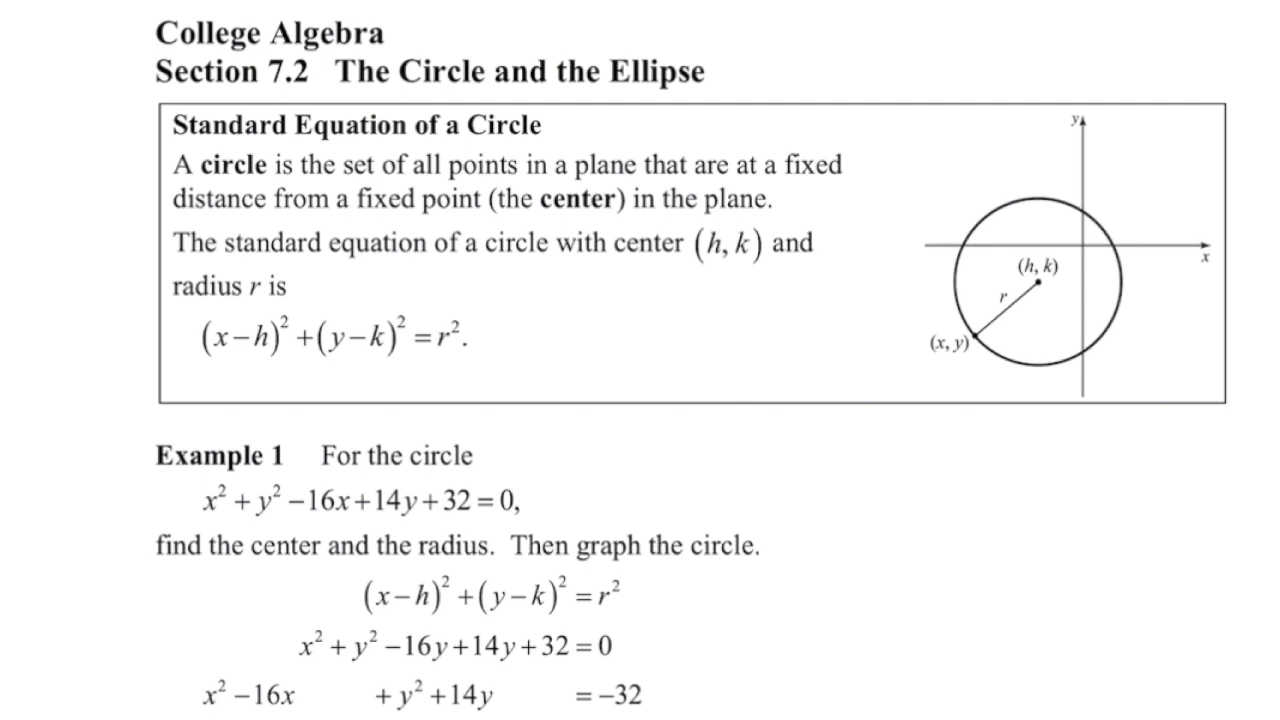 College Algebra
Section 7.2 The Circle and the Ellipse
Standard Equation of a Circle
A circle is the set of all points in a plane that are at a fixed
distance from a fixed point (the center) in the plane.
The standard equation of a circle with center (h, k) and
radius r is
(x−h)² +(y−k)² = r².
y
x
(h, k)
r
(x, y)
Example 1 For the circle
x² + y² −16x+14y+32 = 0,
find the center and the radius. Then graph the circle.
(x−h)² +(y−k)² = r²
x² + y² −16y+14y+32 = 0
x² −16x + y² +14y = −32